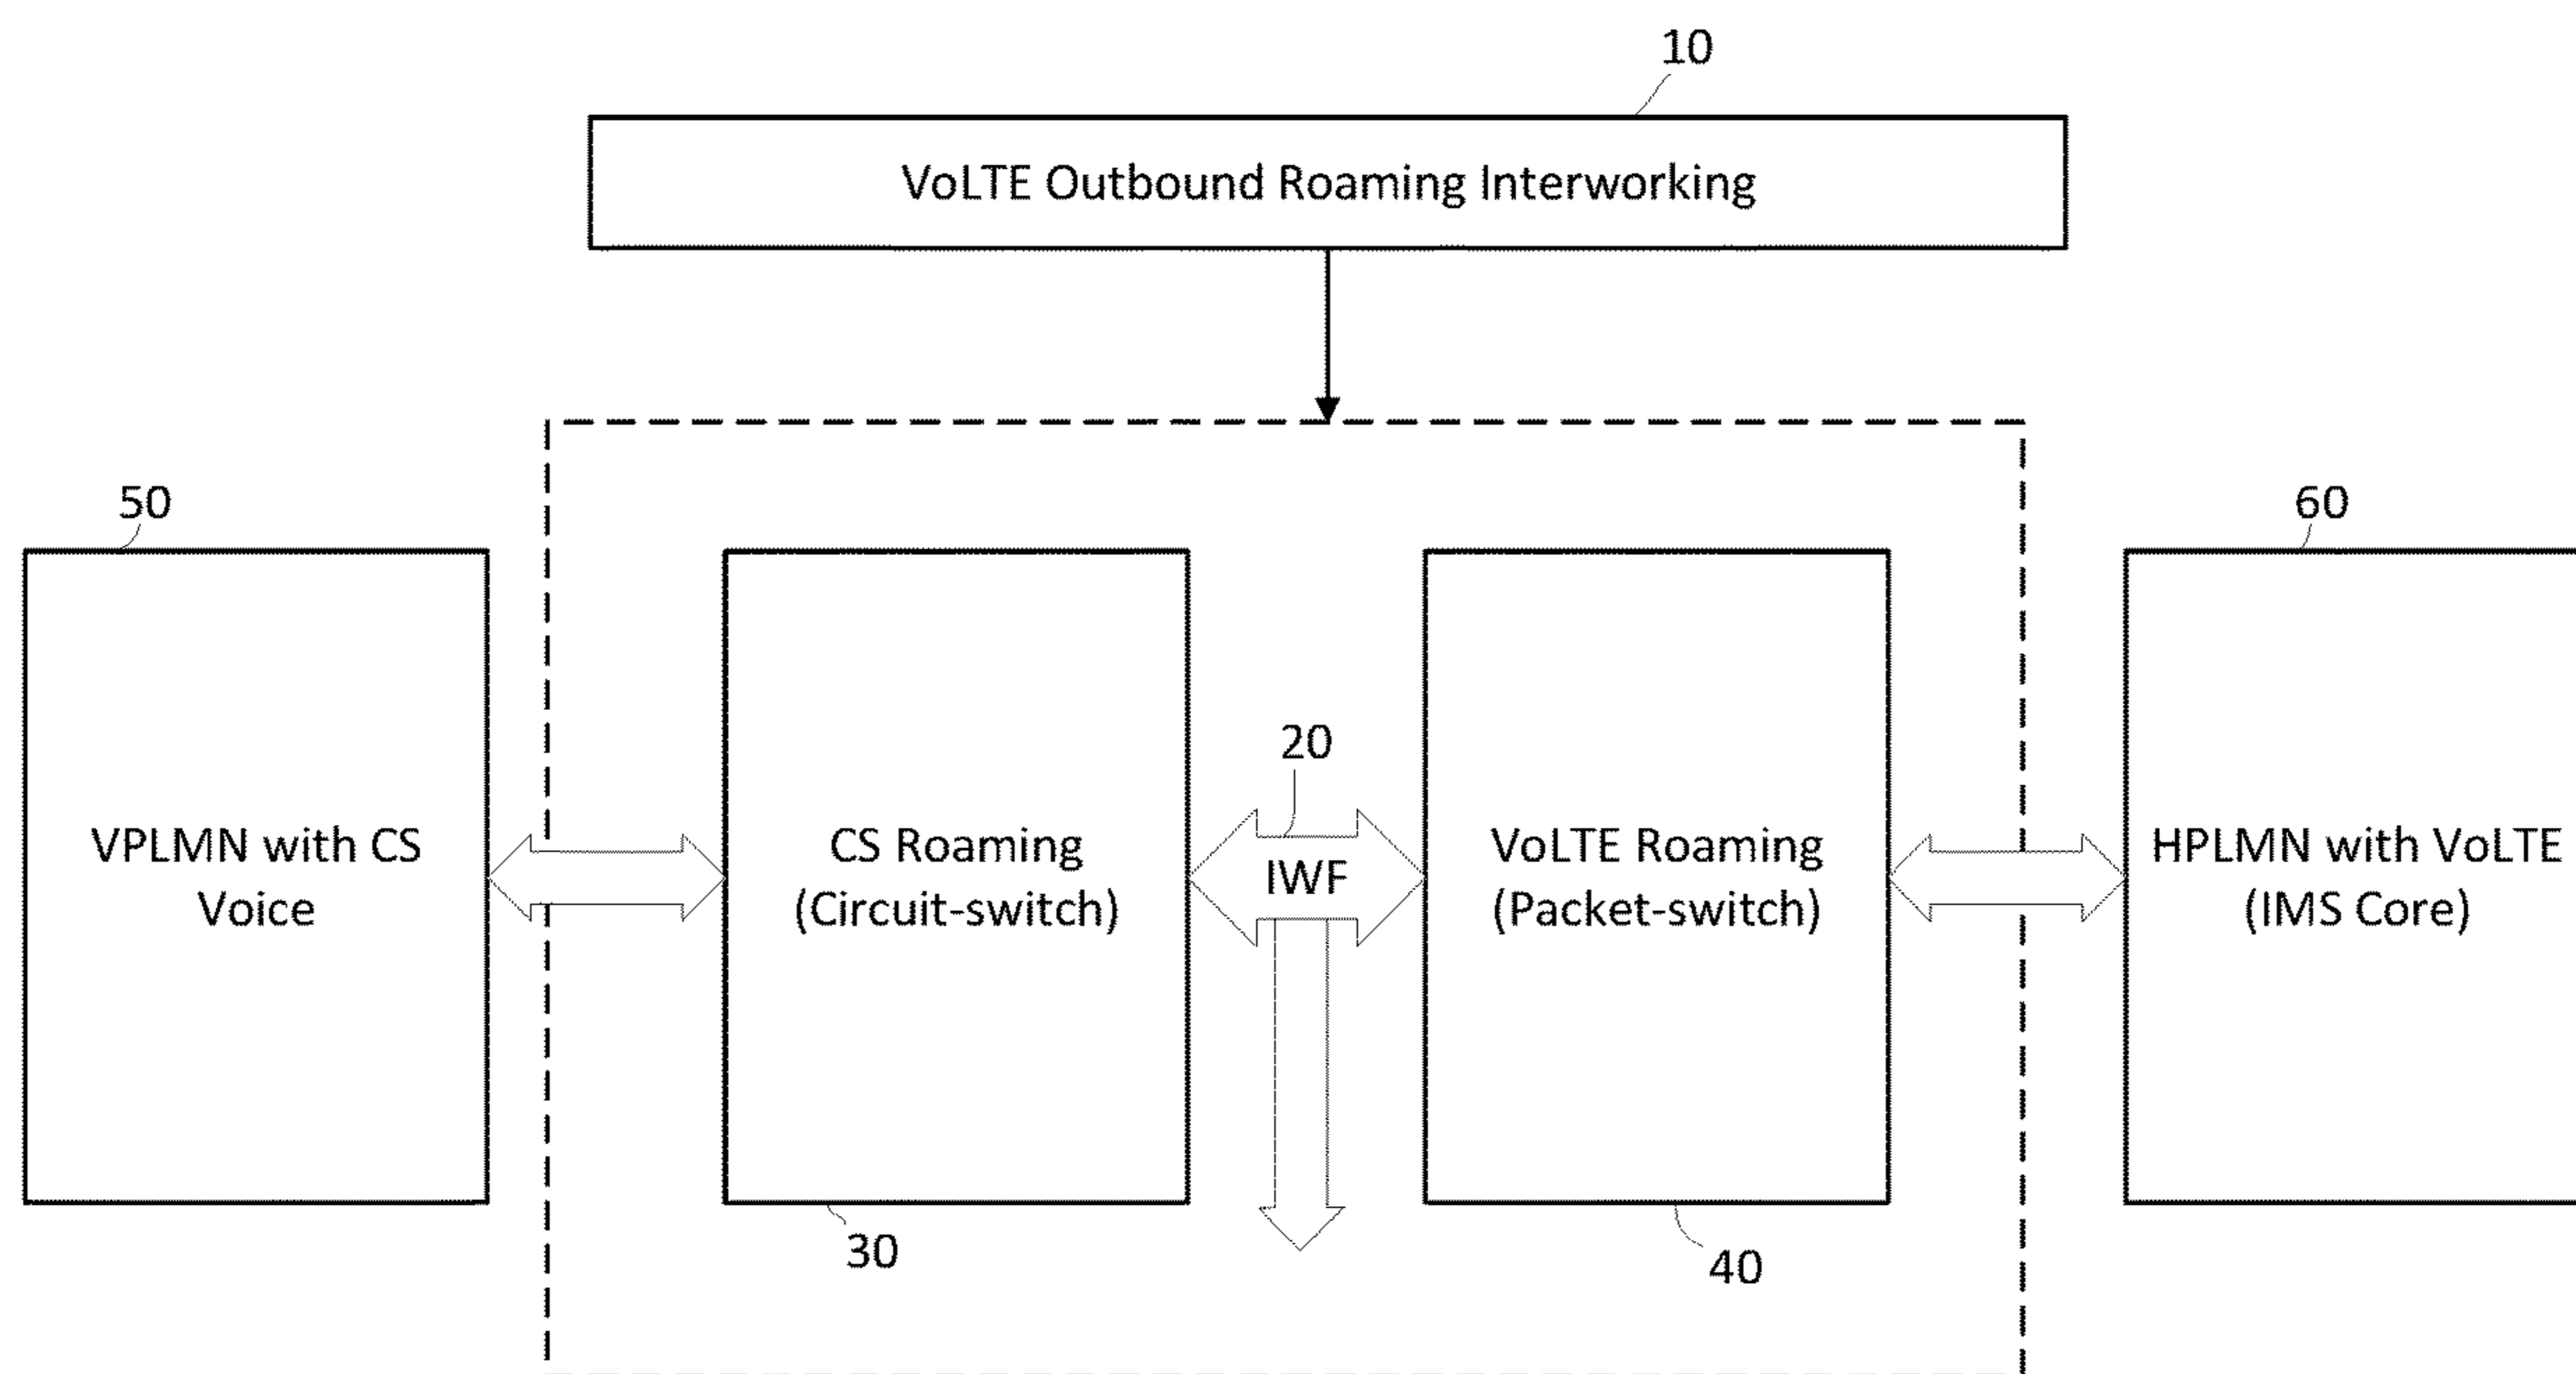 10
VoLTE Outbound Roaming Interworking
50
60
20
VPLMN with CS
Voice
CS Roaming
(Circuit-switch)
IWF
VoLTE Roaming
(Packet-switch)
HPLMN with VoLTE
(IMS Core)
30
40